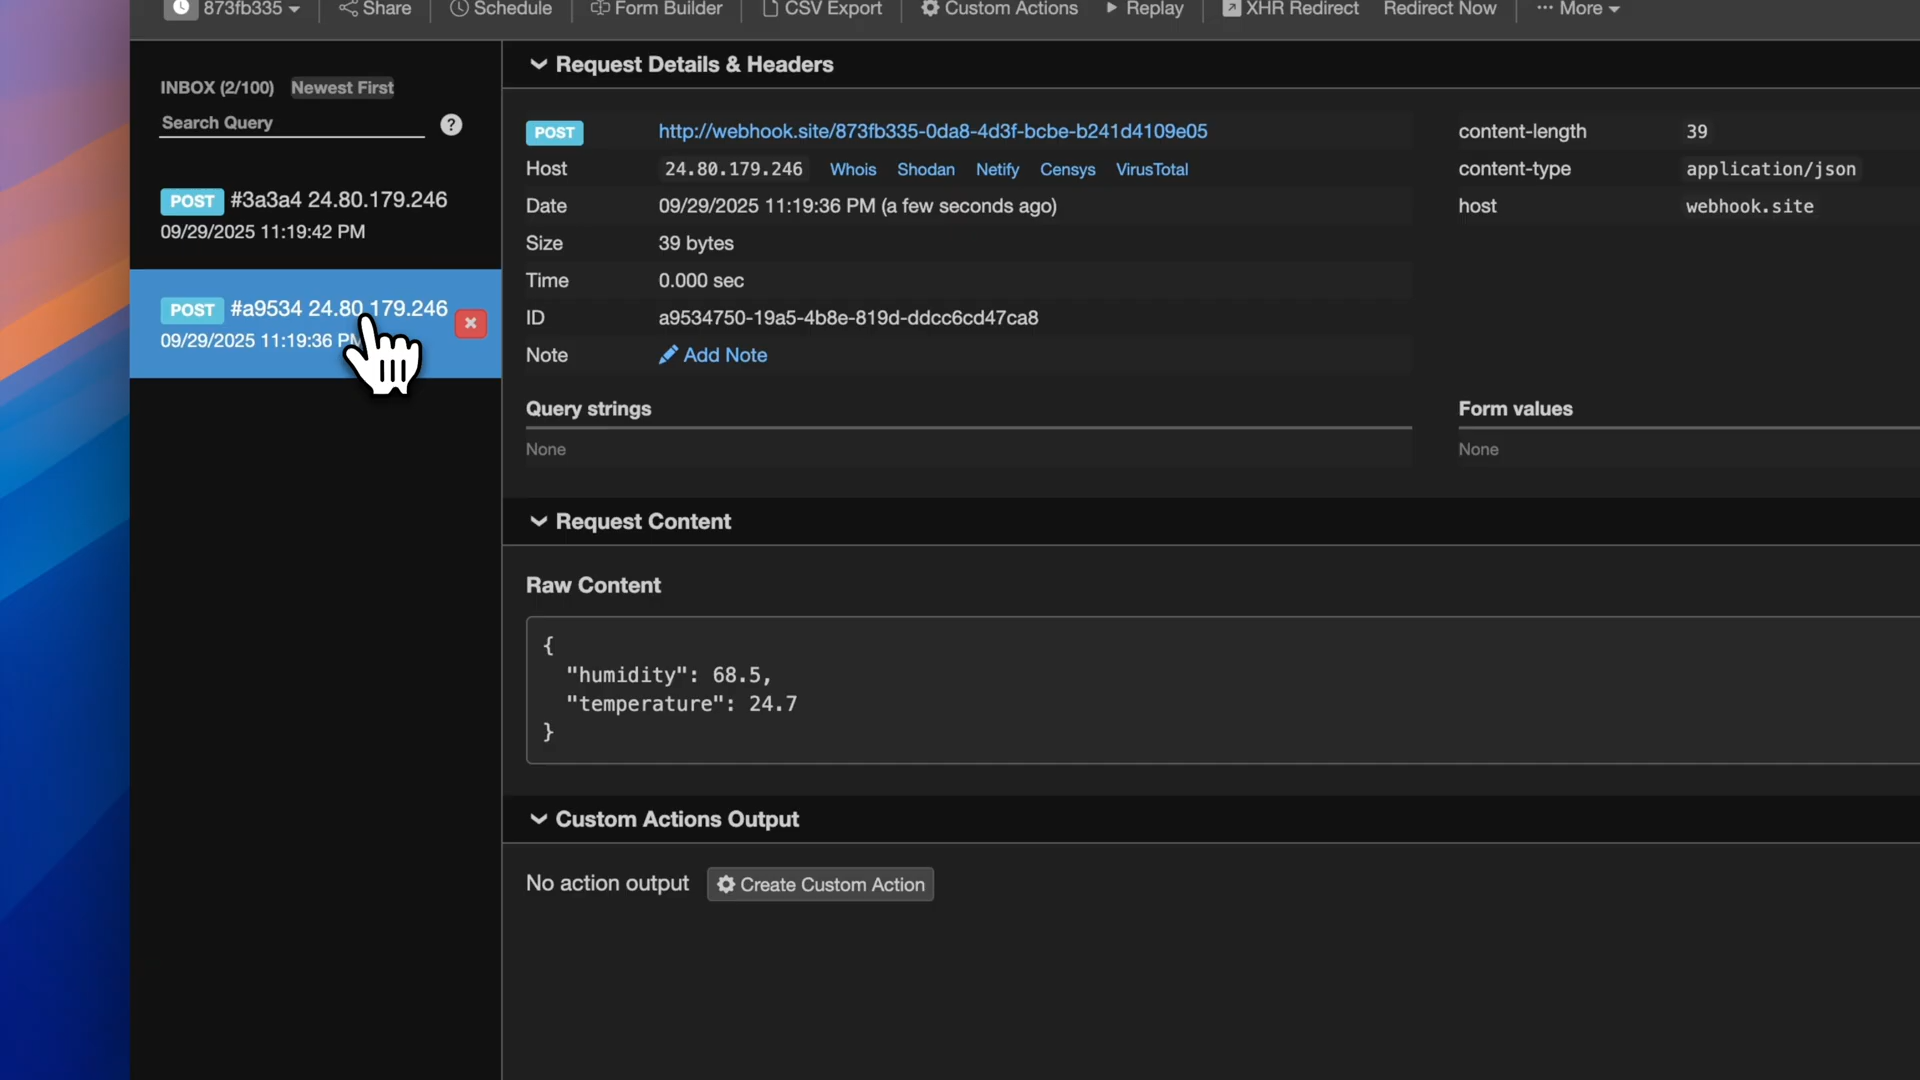 873fb335
Share
Schedule
Form Builder
CSV Export
Custom Actions
Replay
XHR Redirect
Redirect Now
More
INBOX (2/100) Newest First
Search Query
?
POST #3a3a4 24.80.179.246
09/29/2025 11:19:42 PM
POST #a9534 24.80.179.246
09/29/2025 11:19:36 PM
Request Details & Headers
POST http://webhook.site/873fb335-0da8-4d3f-bcbe-b241d4109e05
Host 24.80.179.246 Whois Shodan Netify Censys VirusTotal
Date 09/29/2025 11:19:36 PM (a few seconds ago)
Size 39 bytes
Time 0.000 sec
ID a9534750-19a5-4b8e-819d-ddcc6cd47ca8
Note Add Note
content-length 39
content-type application/json
host webhook.site
Query strings
None
Form values
None
Request Content
Raw Content
{
"humidity": 68.5,
"temperature": 24.7
}
Custom Actions Output
No action output Create Custom Action